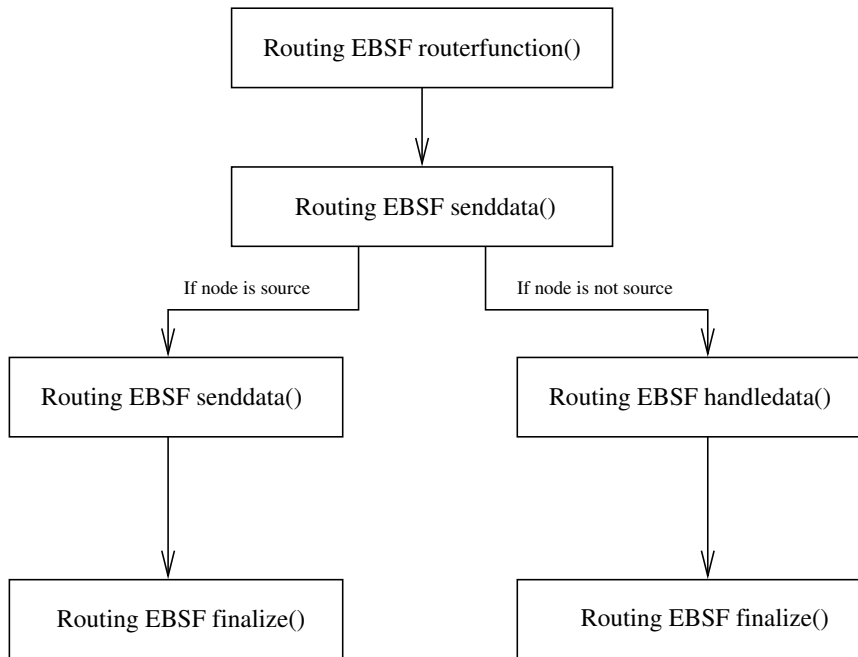 Routing EBSF routerfunction()
Routing EBSF senddata()
If node is source
If node is not source
Routing EBSF senddata()
Routing EBSF handledata()
Routing EBSF finalize()
Routing EBSF finalize()